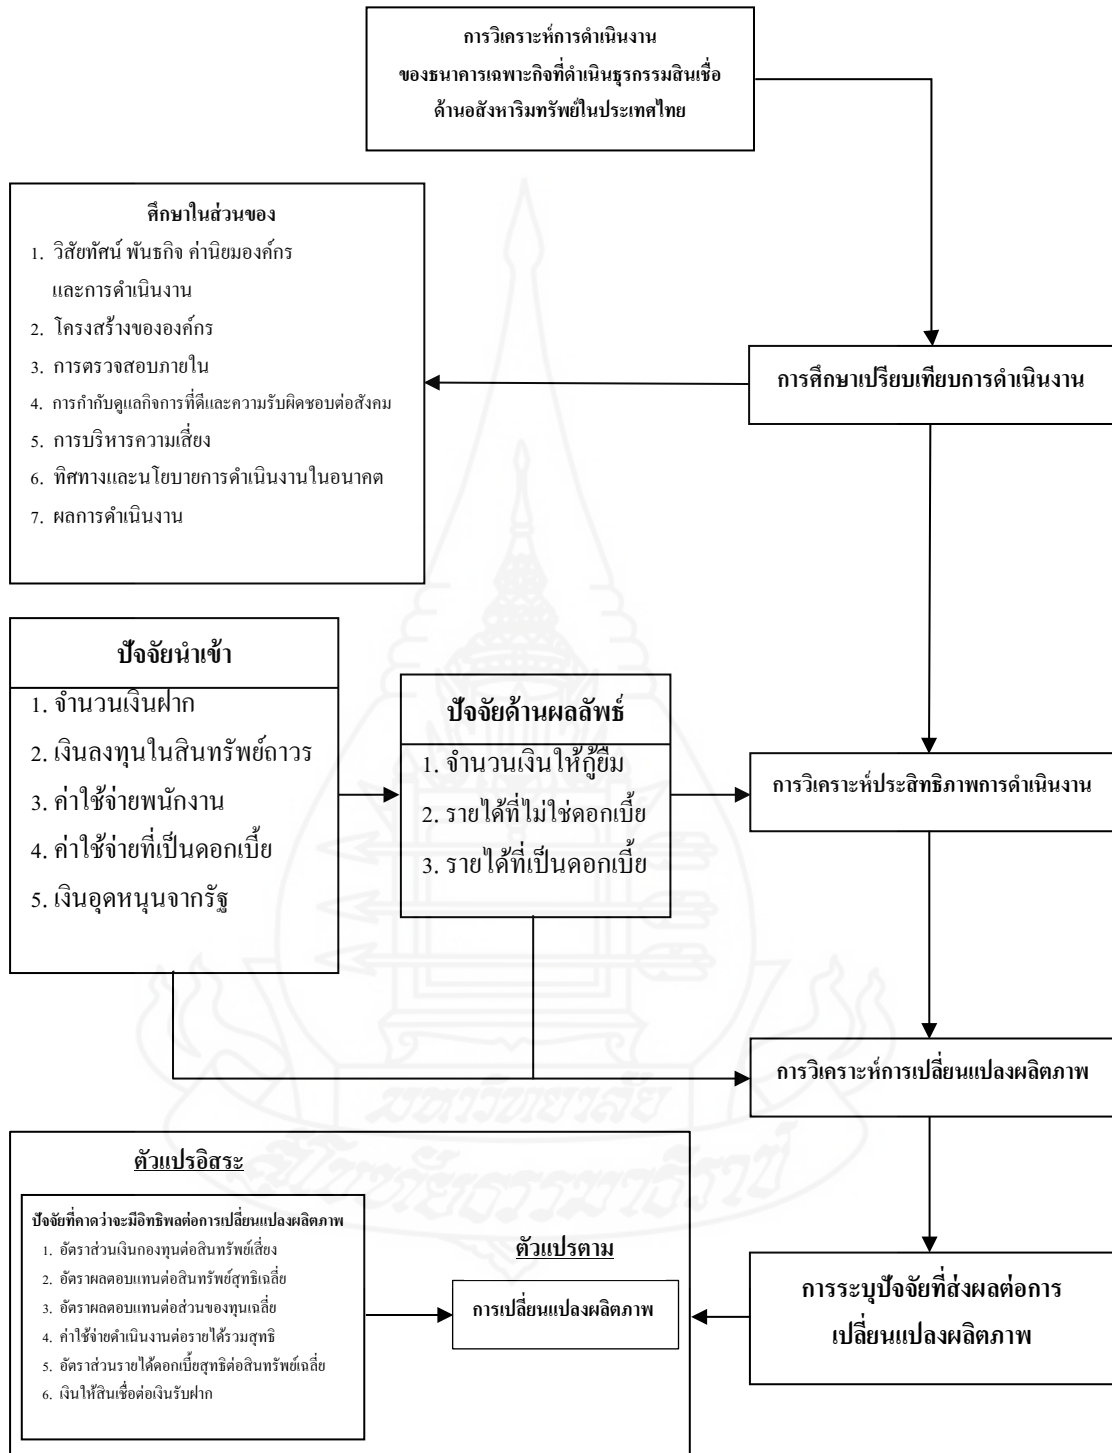 การวิเคราะห์การดำเนินงาน
ของธนาคารเฉพาะกิจที่ดำเนินธุรกรรมสินเชื่อ
ด้านอสังหาริมทรัพย์ในประเทศไทย
ศึกษาในส่วนของ
1. วิสัยทัศน์ พันธกิจ ค่านิยมองค์กร
และการดำเนินงาน
2. โครงสร้างขององค์กร
3. การตรวจสอบภายใน
4. การกำกับดูแลกิจการที่ดีและความรับผิดชอบต่อสังคม
5. การบริหารความเสี่ยง
6. ทิศทางและนโยบายการดำเนินงานในอนาคต
7. ผลการดำเนินงาน
การศึกษาเปรียบเทียบการดำเนินงาน
ปัจจัยนำเข้า
1. จำนวนเงินฝาก
2. เงินลงทุนในสินทรัพย์ถาวร
3. ค่าใช้จ่ายพนักงาน
4. ค่าใช้จ่ายที่เป็นดอกเบี้ย
5. เงินอุดหนุนจากรัฐ
ปัจจัยด้านผลลัพธ์
1. จำนวนเงินให้กู้ยืม
2. รายได้ที่ไม่ใช่ดอกเบี้ย
3. รายได้ที่เป็นดอกเบี้ย
การวิเคราะห์ประสิทธิภาพการดำเนินงาน
การวิเคราะห์การเปลี่ยนแปลงผลิตภาพ
มหาวิทยาลัย
สุโขทัยธรรมาธิราช
ตัวแปรอิสระ
ปัจจัยที่คาดว่าจะมีอิทธิพลต่อการเปลี่ยนแปลงผลิตภาพ
1. อัตราส่วนเงินกองทุนต่อสินทรัพย์เสี่ยง
2. อัตราผลตอบแทนต่อสินทรัพย์สุทธิเฉลี่ย
3. อัตราผลตอบแทนต่อส่วนของทุนเฉลี่ย
4. ค่าใช้จ่ายดำเนินงานต่อรายได้รวมสุทธิ
5. อัตราส่วนรายได้ดอกเบี้ยสุทธิต่อสินทรัพย์เฉลี่ย
6. เงินให้สินเชื่อต่อเงินรับฝาก
ตัวแปรตาม
การเปลี่ยนแปลงผลิตภาพ
การระบุปัจจัยที่ส่งผลต่อการ
เปลี่ยนแปลงผลิตภาพ